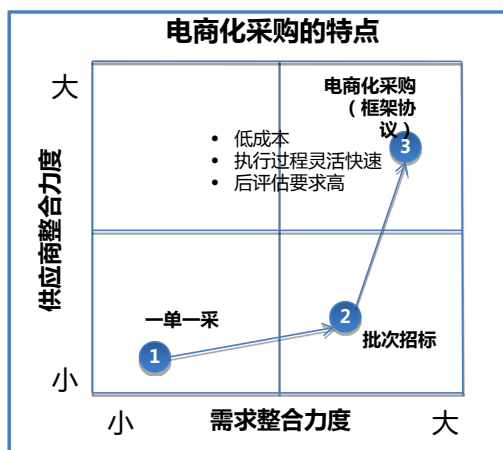 电商化采购的特点
大
电商化采购
（框架协
议）
• 低成本
• 执行过程灵活快速
• 后评估要求高
3
供应商整合力度
一单一采
2
1
批次招标
小
小
需求整合力度
大